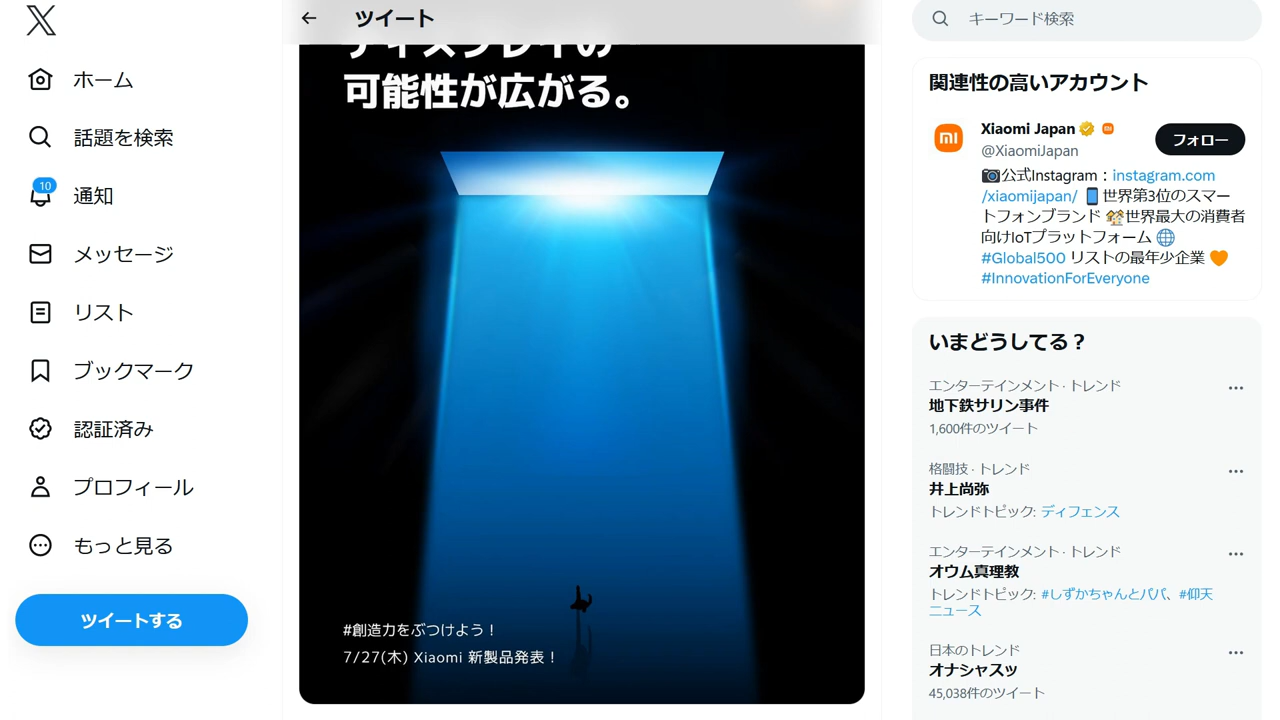 ホーム
話題を検索
10
通知
メッセージ
リスト
ブックマーク
認証済み
プロフィール
もっと見る
ツイートする
ツイート
ディスプレイの
可能性が広がる。
#創造力をぶつけよう！
7/27(木) Xiaomi 新製品発表！
キーワード検索
関連性の高いアカウント
Xiaomi Japan
@XiaomiJapan
フォロー
公式Instagram：instagram.com
/xiaomijapan/ 世界第3位のスマー
トフォンブランド 世界最大の消費者
向けIoTプラットフォーム
#Global500 リストの最年少企業
#InnovationForEveryone
いまどうしてる？
エンターテインメント · トレンド
地下鉄サリン事件
1,600件のツイート
格闘技 · トレンド
井上尚弥
トレンドトピック: ディフェンス
エンターテインメント · トレンド
オウム真理教
トレンドトピック: #しずかちゃんとパパ、#仰天
ニュース
日本のトレンド
オナシャスッ
45,038件のツイート